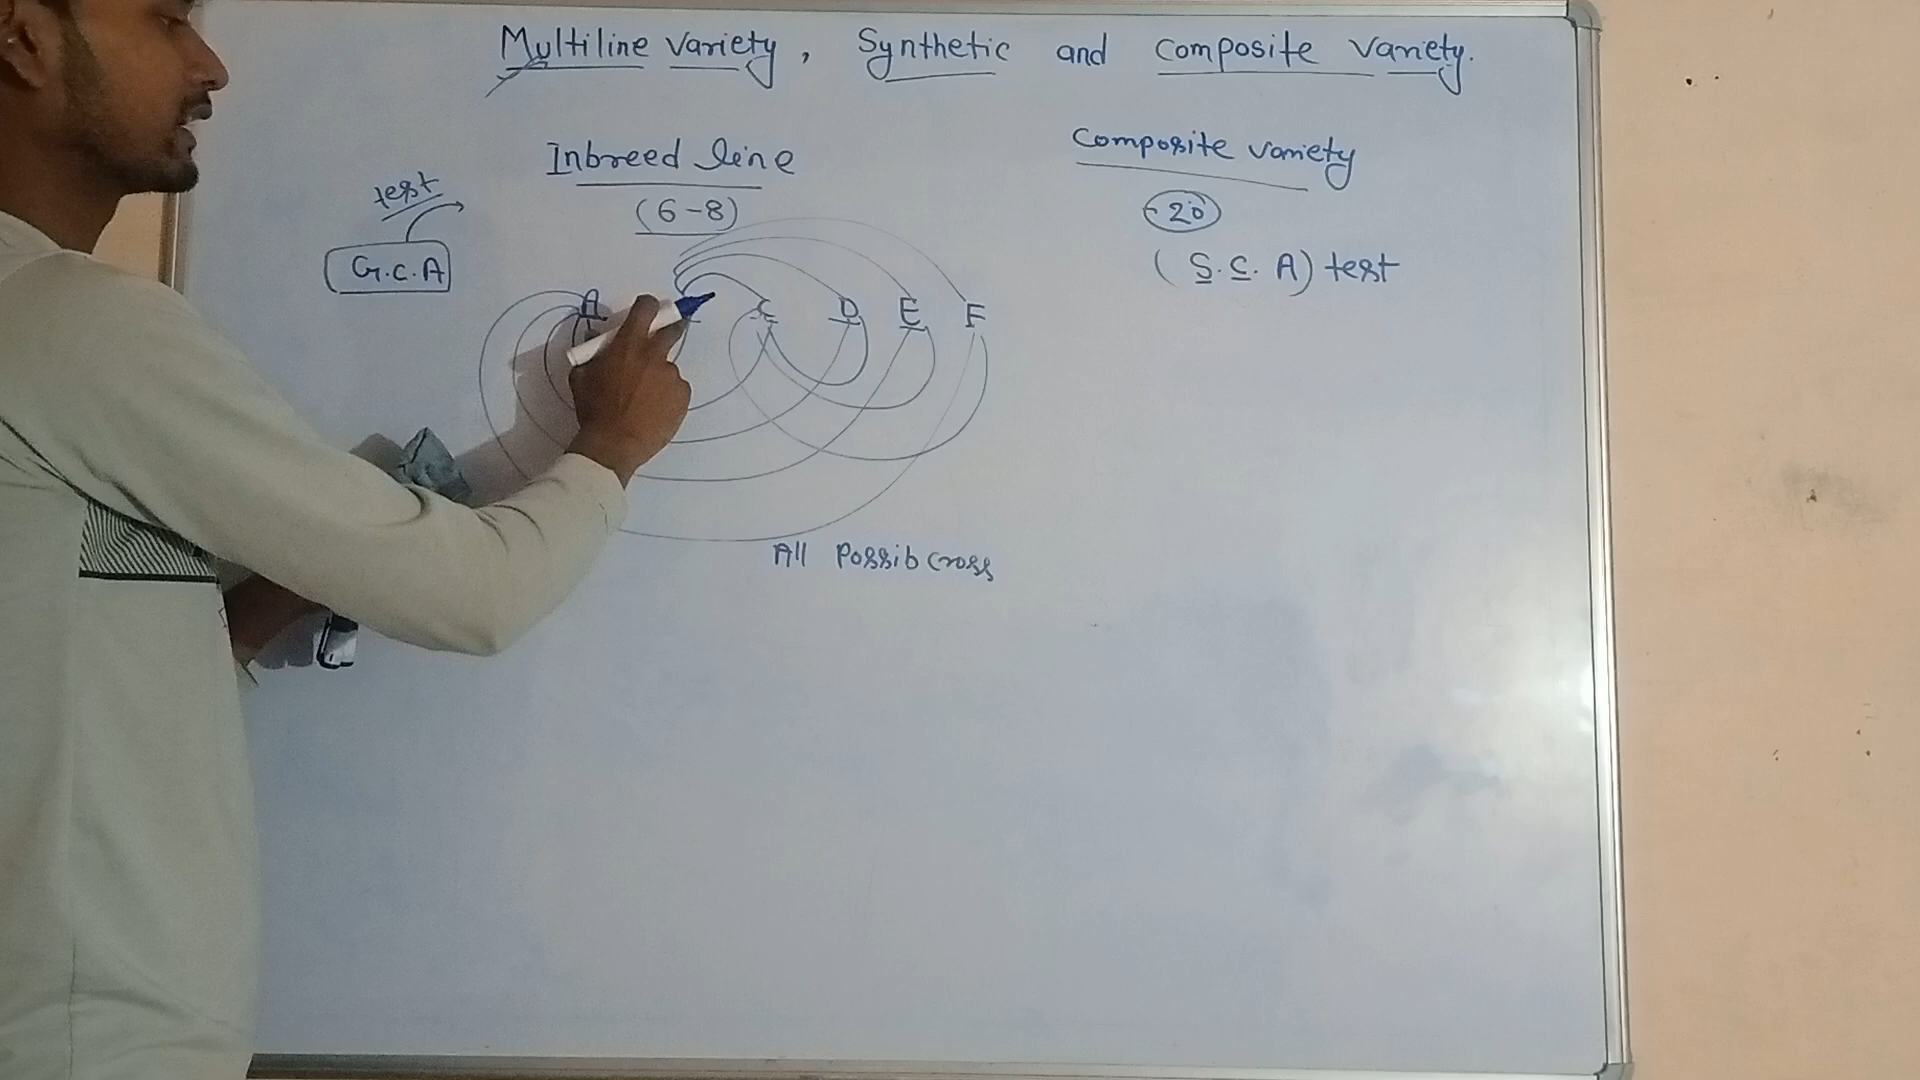 Multiline Variety, Synthetic and composite Variety.
Inbreed line
(6-8)
test
G.C.A
A C D E F
All Possib cross
Composite variety
20
(S.C.A) test